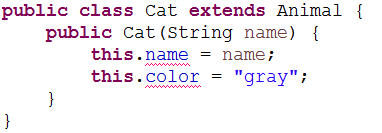 public class Cat extends Animal {
    public Cat(String name) {
        this.name = name;
        this.color = "gray";
    }
}